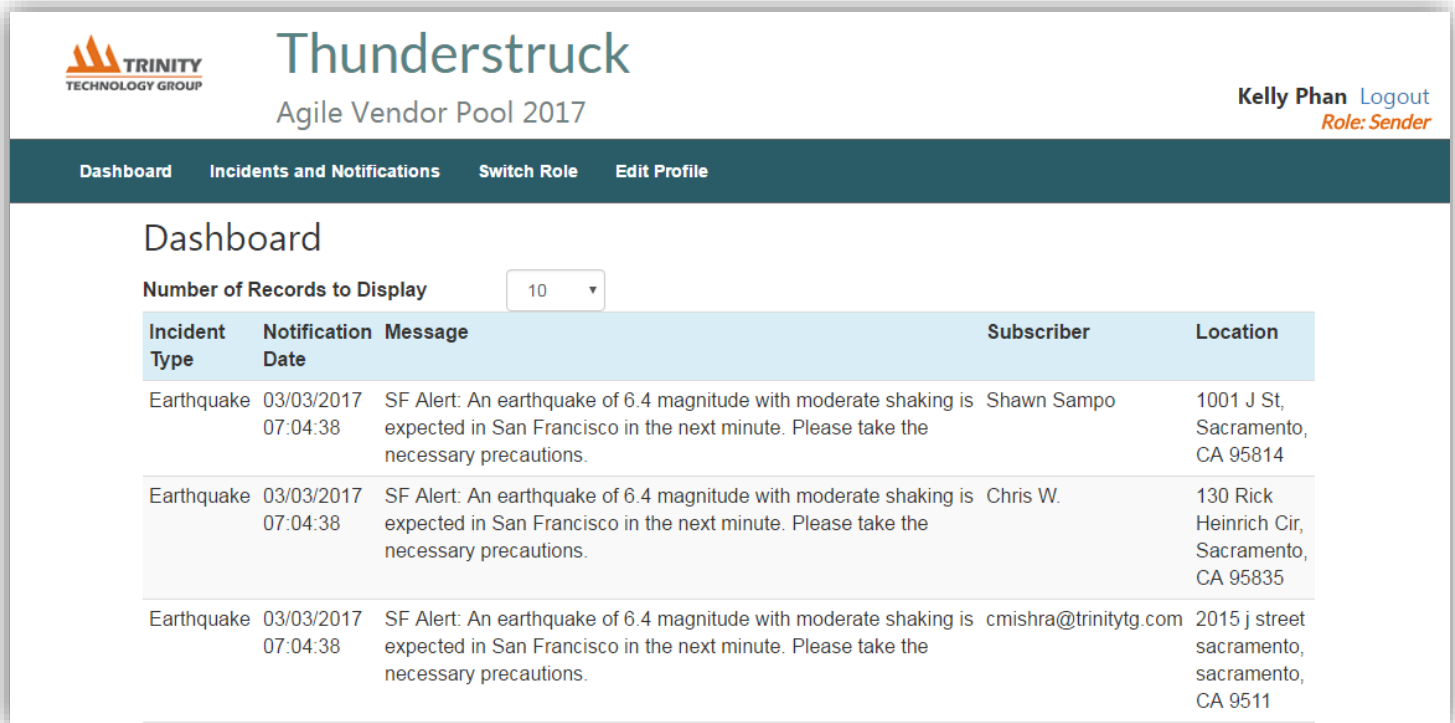 TRINITY
TECHNOLOGY GROUP
Thunderstruck
Agile Vendor Pool 2017
Kelly Phan Logout
Role: Sender
Dashboard Incidents and Notifications Switch Role Edit Profile
Dashboard
Number of Records to Display 10
Incident Notification Message Subscriber Location
Type Date
Earthquake 03/03/2017 SF Alert: An earthquake of 6.4 magnitude with moderate shaking is Shawn Sampo 1001 J St,
07:04:38 expected in San Francisco in the next minute. Please take the Sacramento,
necessary precautions. CA 95814
Earthquake 03/03/2017 SF Alert: An earthquake of 6.4 magnitude with moderate shaking is Chris W. 130 Rick
07:04:38 expected in San Francisco in the next minute. Please take the Heinrich Cir,
necessary precautions. Sacramento,
CA 95835
Earthquake 03/03/2017 SF Alert: An earthquake of 6.4 magnitude with moderate shaking is cmishra@trinitytg.com 2015 j street
07:04:38 expected in San Francisco in the next minute. Please take the sacramento,
necessary precautions. sacramento,
CA 9511